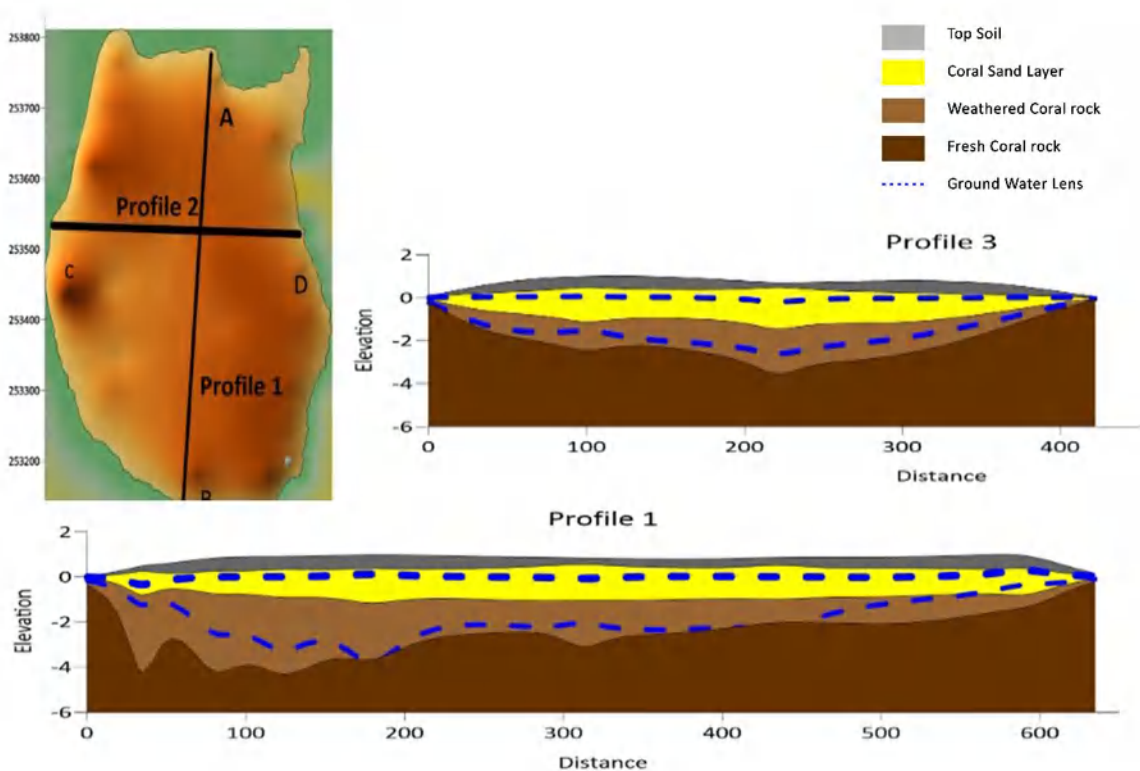 253800
253700
253600
253500
253400
253300
253200
A
Profile 2
C
D
Profile 1
Top Soil
Coral Sand Layer
Weathered Coral rock
Fresh Coral rock
Ground Water Lens
Profile 3
Elevation
2
0
-2
-4
-6
0 100 200 300 400
Distance
Profile 1
Elevation
2
0
-2
-4
-6
0 100 200 300 400 500 600
Distance